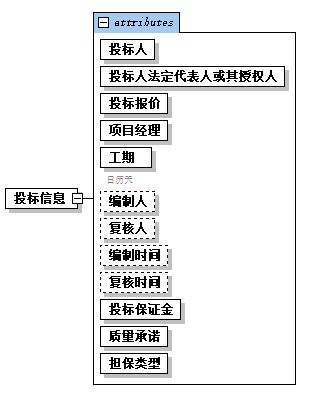 attributes
投标人
投标人法定代表人或其授权人
投标报价
项目经理
工期
日历天
投标信息
编制人
复核人
编制时间
复核时间
投标保证金
质量承诺
担保类型